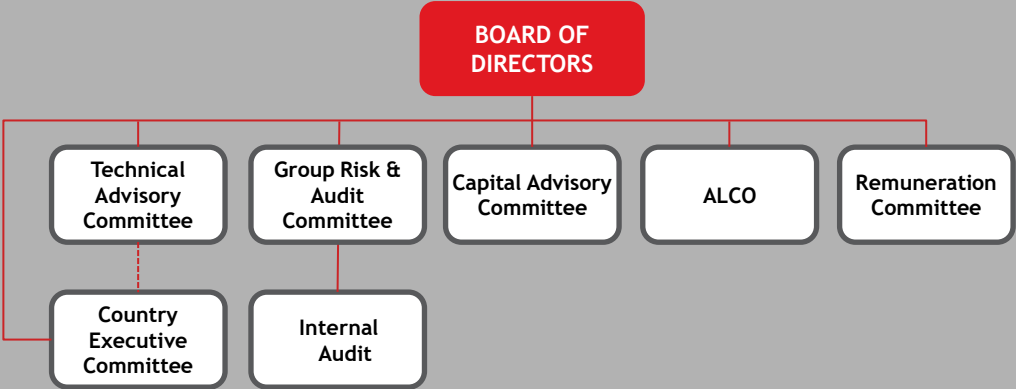 BOARD OF
DIRECTORS
Technical
Advisory
Committee
Group Risk &
Audit
Committee
Capital Advisory
Committee
ALCO
Remuneration
Committee
Country
Executive
Committee
Internal
Audit